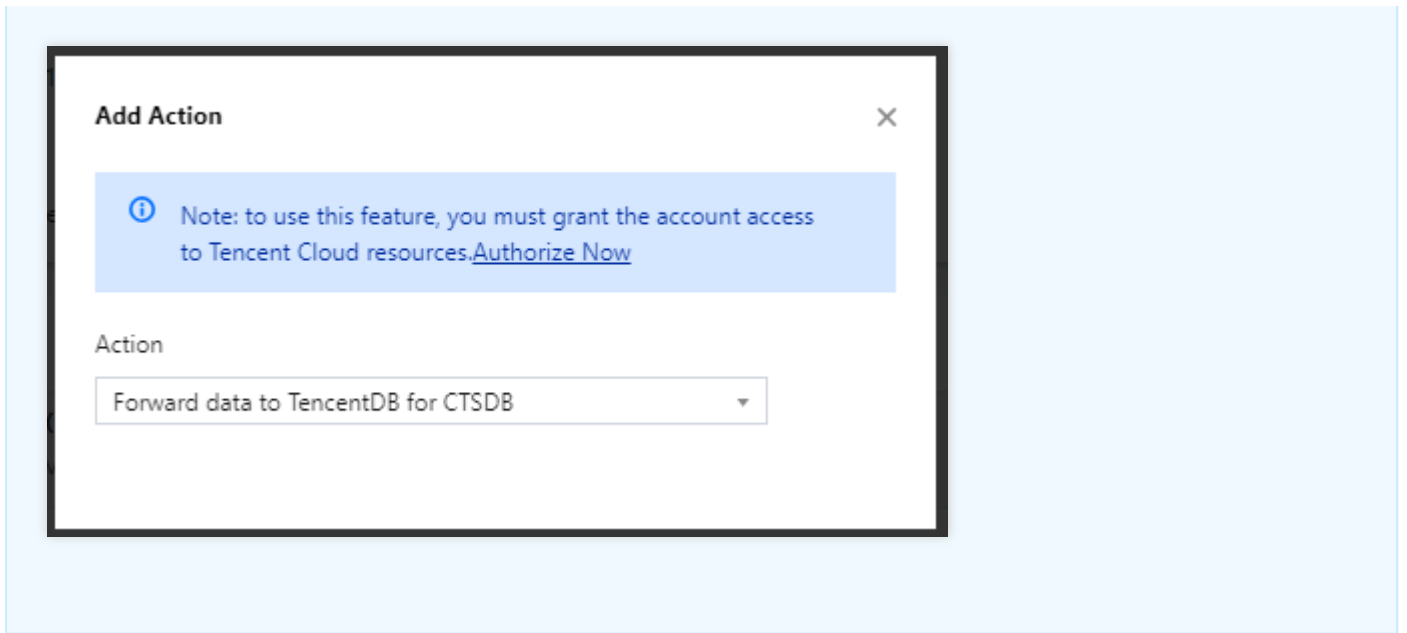 Add Action
Note: to use this feature, you must grant the account access
to Tencent Cloud resources.Authorize Now
Action
Forward data to TencentDB for CTSDB